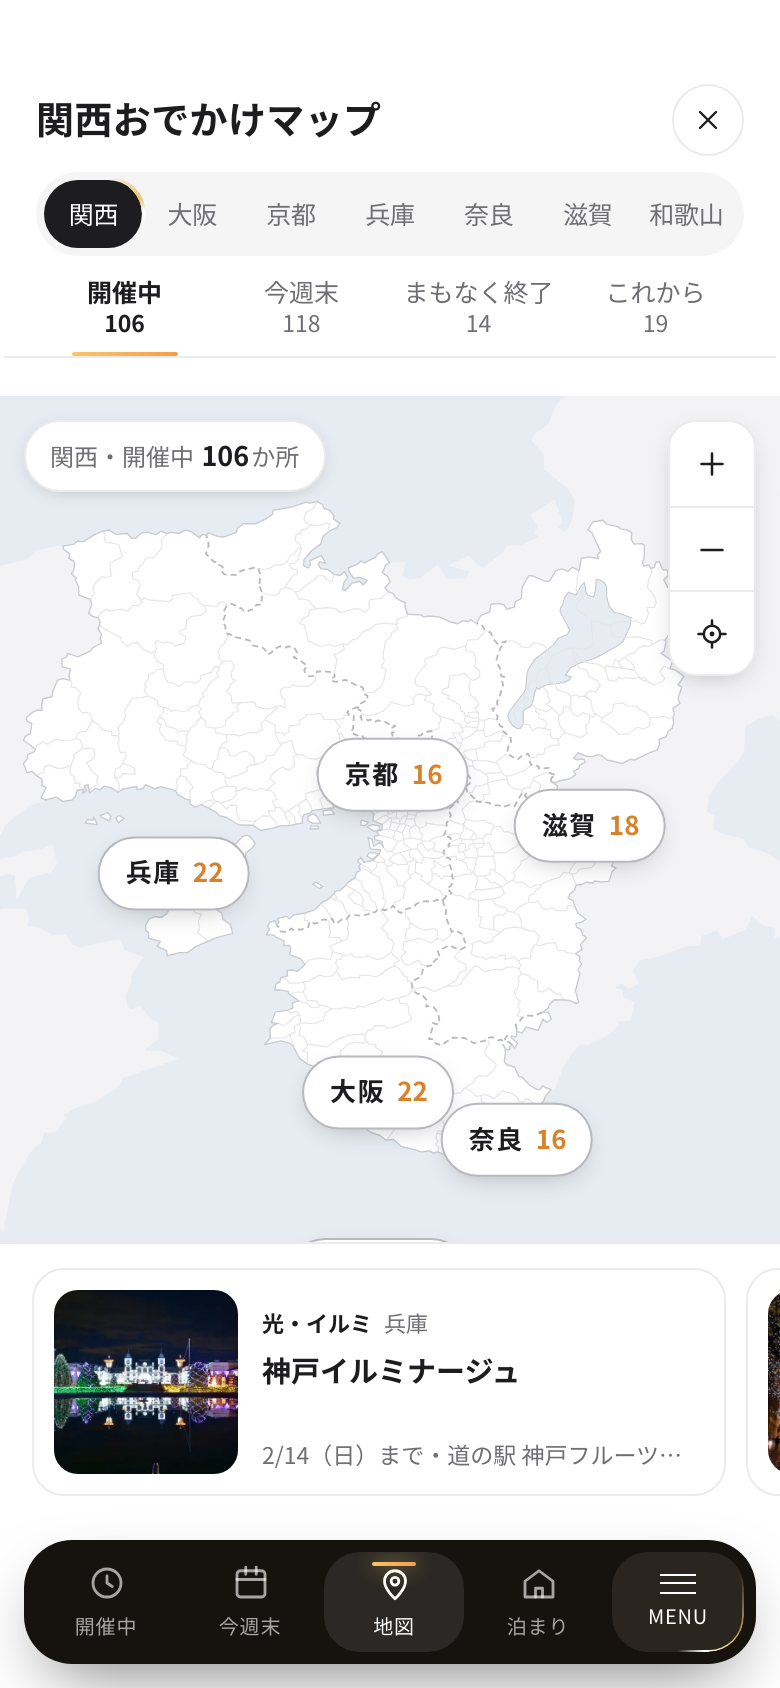 関西おでかけマップ
関西 大阪 京都 兵庫 奈良 滋賀 和歌山
開催中 今週末 まもなく終了 これから
106 118 14 19
関西・開催中 106か所
京都 16
滋賀 18
兵庫 22
大阪 22
奈良 16
光・イルミ 兵庫
神戸イルミナージュ
2/14（日）まで・道の駅 神戸フルーツ…
開催中 今週末 地図 泊まり MENU